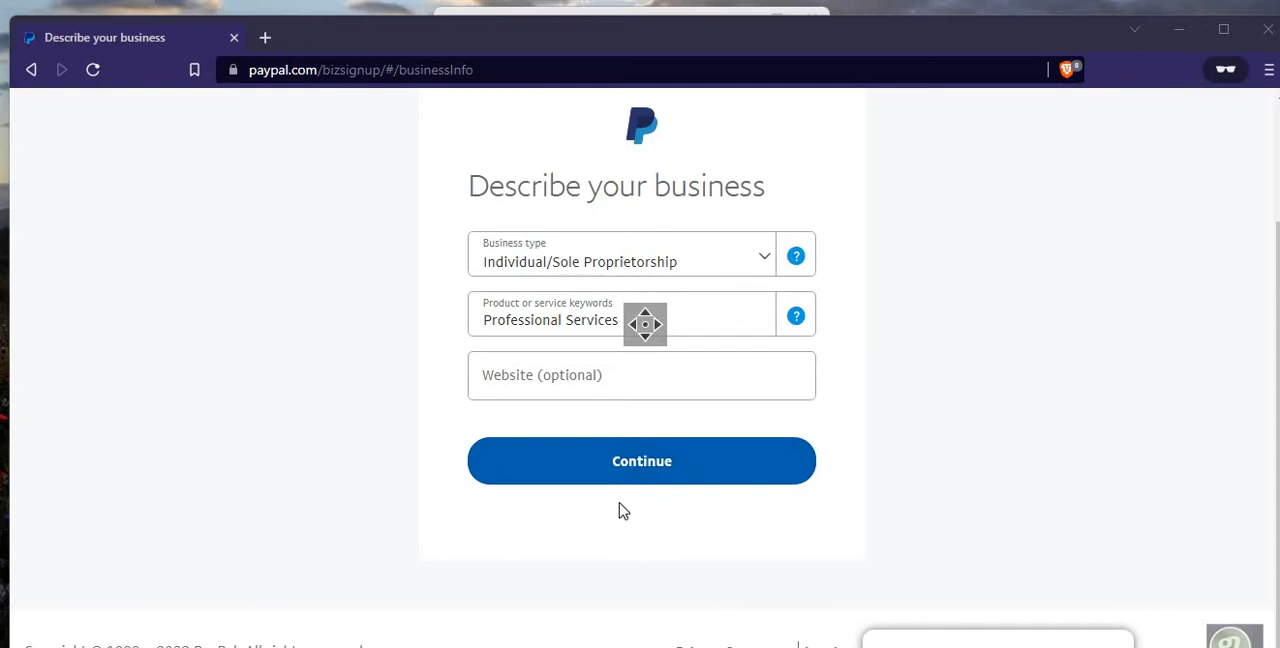 Describe your business
paypal.com/bizsignup/#/businessInfo
8
Describe your business
Business type
Individual/Sole Proprietorship
?
Product or service keywords
Professional Services
?
Website (optional)
Continue